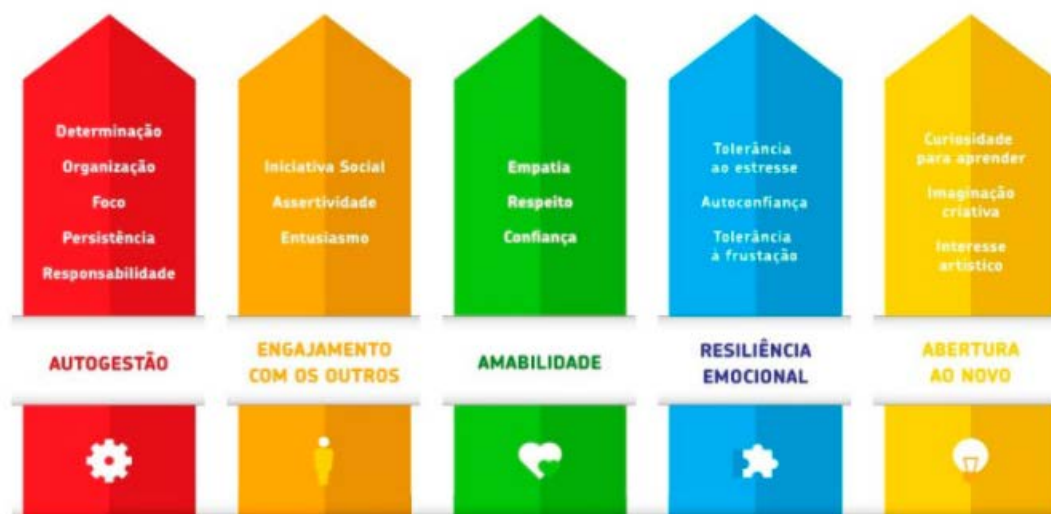 Determinação
Organização
Foco
Persistência
Responsabilidade
AUTOGESTÃO
Iniciativa Social
Assertividade
Entusiasmo
ENGAJAMENTO
COM OS OUTROS
Empatia
Respeito
Confiança
AMABILIDADE
Tolerância
ao estresse
Autoconfiança
Tolerância
à frustação
RESILIÊNCIA
EMOCIONAL
Curiosidade
para aprender
Imaginação
criativa
Interesse
artístico
ABERTURA
AO NOVO